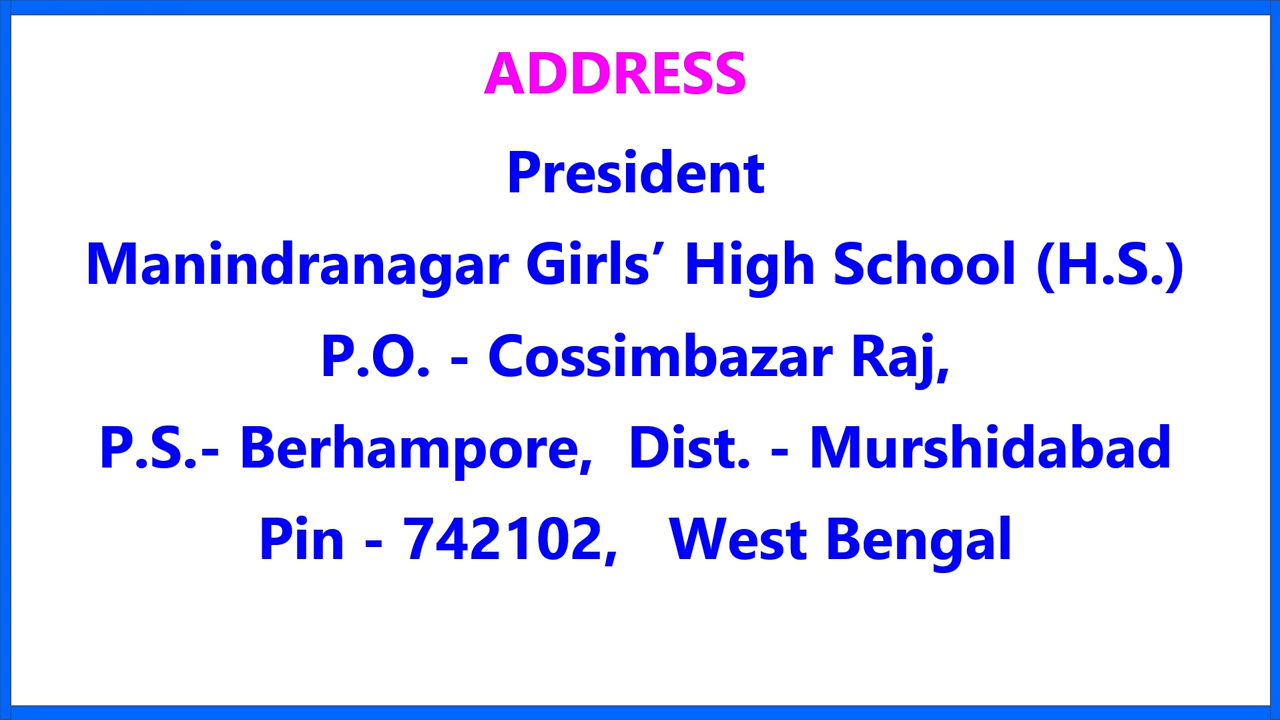 ADDRESS
President
Manindranagar Girls’ High School (H.S.)
P.O. - Cossimbazar Raj,
P.S.- Berhampore,  Dist. - Murshidabad
Pin - 742102,   West Bengal